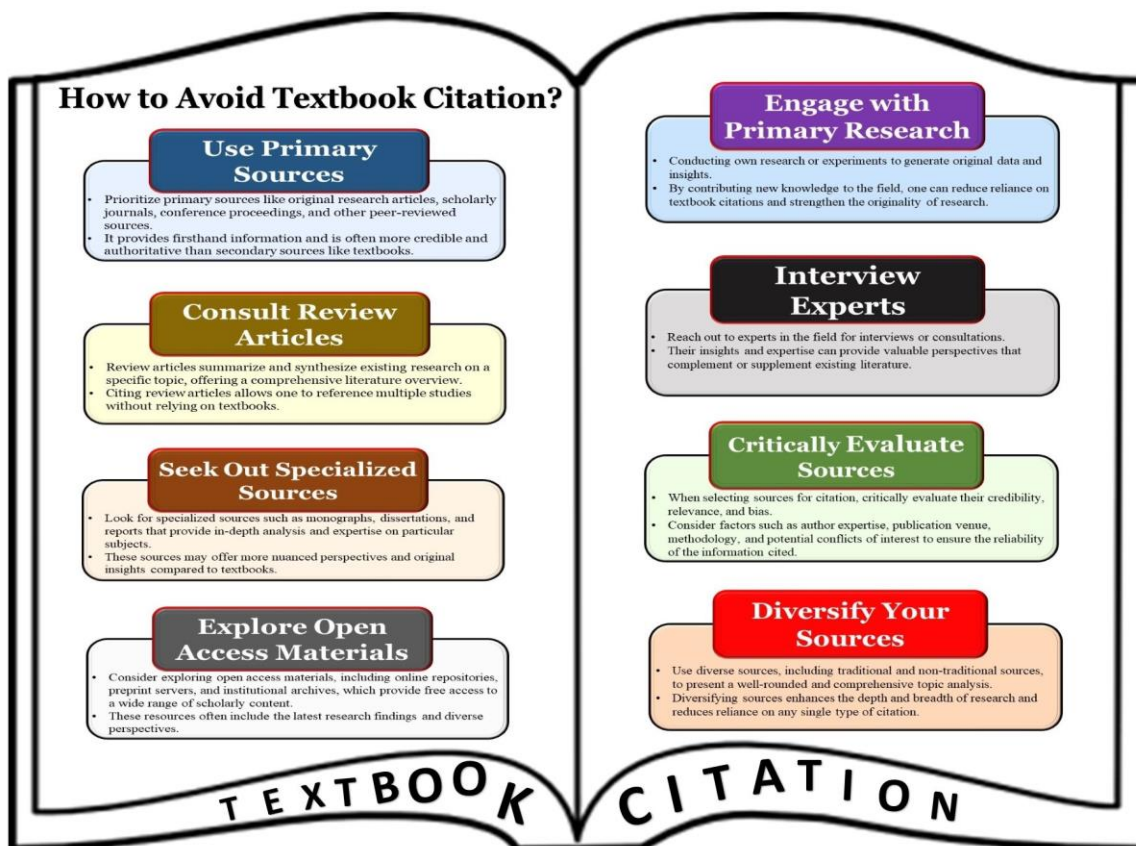 How to Avoid Textbook Citation?
Use Primary
Sources
• Prioritize primary sources like original research articles, scholarly
journals, conference proceedings, and other peer-reviewed
sources.
• It provides firsthand information and is often more credible and
authoritative than secondary sources like textbooks.
Consult Review
Articles
• Review articles summarize and synthesize existing research on a
specific topic, offering a comprehensive literature overview.
• Citing review articles allows one to reference multiple studies
without relying on textbooks.
Seek Out Specialized
Sources
• Look for specialized sources such as monographs, dissertations, and
reports that provide in-depth analysis and expertise on particular
subjects.
• These sources may offer more nuanced perspectives and original
insights compared to textbooks.
Explore Open
Access Materials
• Consider exploring open access materials, including online repositories,
preprint servers, and institutional archives, which provide free access to
a wide range of scholarly content.
• These resources often include the latest research findings and diverse
perspectives.
Engage with
Primary Research
• Conducting own research or experiments to generate original data and
insights.
• By contributing new knowledge to the field, one can reduce reliance on
textbook citations and strengthen the originality of research.
Interview
Experts
• Reach out to experts in the field for interviews or consultations.
• Their insights and expertise can provide valuable perspectives that
complement or supplement existing literature.
Critically Evaluate
Sources
• When selecting sources for citation, critically evaluate their credibility,
relevance, and bias.
• Consider factors such as author expertise, publication venue,
methodology, and potential conflicts of interest to ensure the reliability
of the information cited.
Diversify Your
Sources
• Use diverse sources, including traditional and non-traditional sources,
to present a well-rounded and comprehensive topic analysis.
• Diversifying sources enhances the depth and breadth of research and
reduces reliance on any single type of citation.
TEXTBOOK CITATION